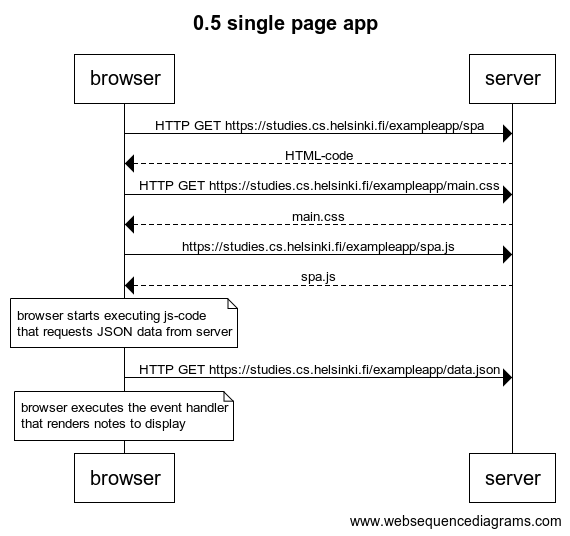 0.5 single page app
browser
server
HTTP GET https://studies.cs.helsinki.fi/exampleapp/spa
HTML-code
HTTP GET https://studies.cs.helsinki.fi/exampleapp/main.css
main.css
https://studies.cs.helsinki.fi/exampleapp/spa.js
spa.js
browser starts executing js-code
that requests JSON data from server
HTTP GET https://studies.cs.helsinki.fi/exampleapp/data.json
browser executes the event handler
that renders notes to display
browser
server
www.websequencediagrams.com